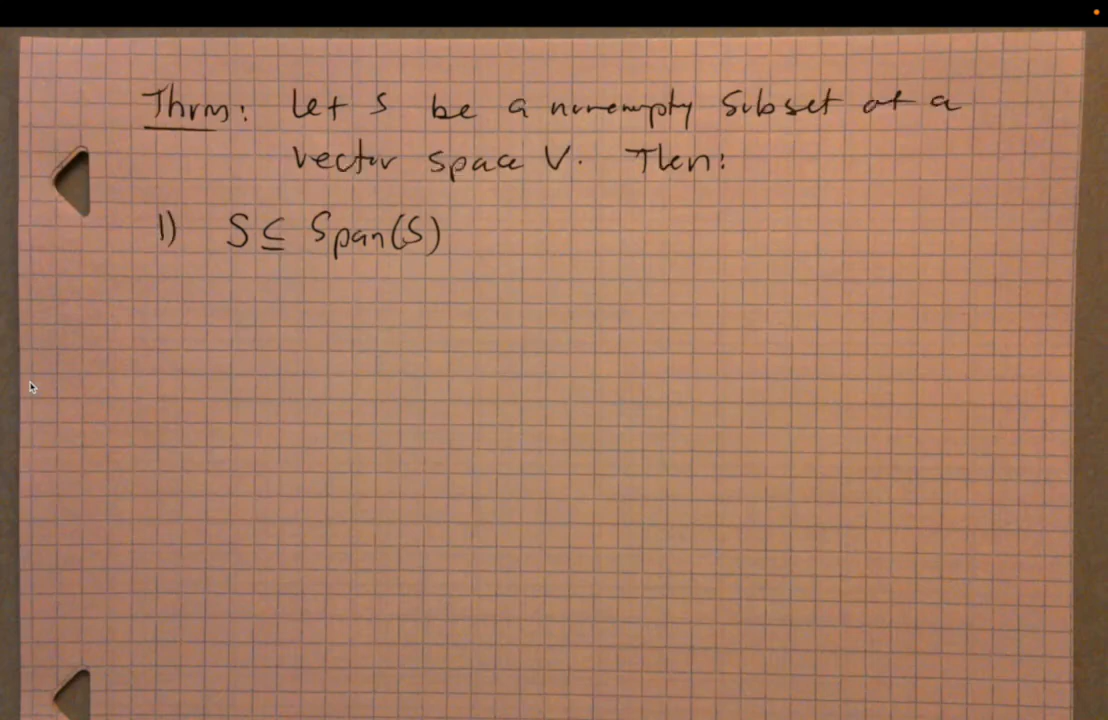 Thrm: Let S be a nonempty subset of a
vector space V. Then:
1) S ⊆ Span(S)